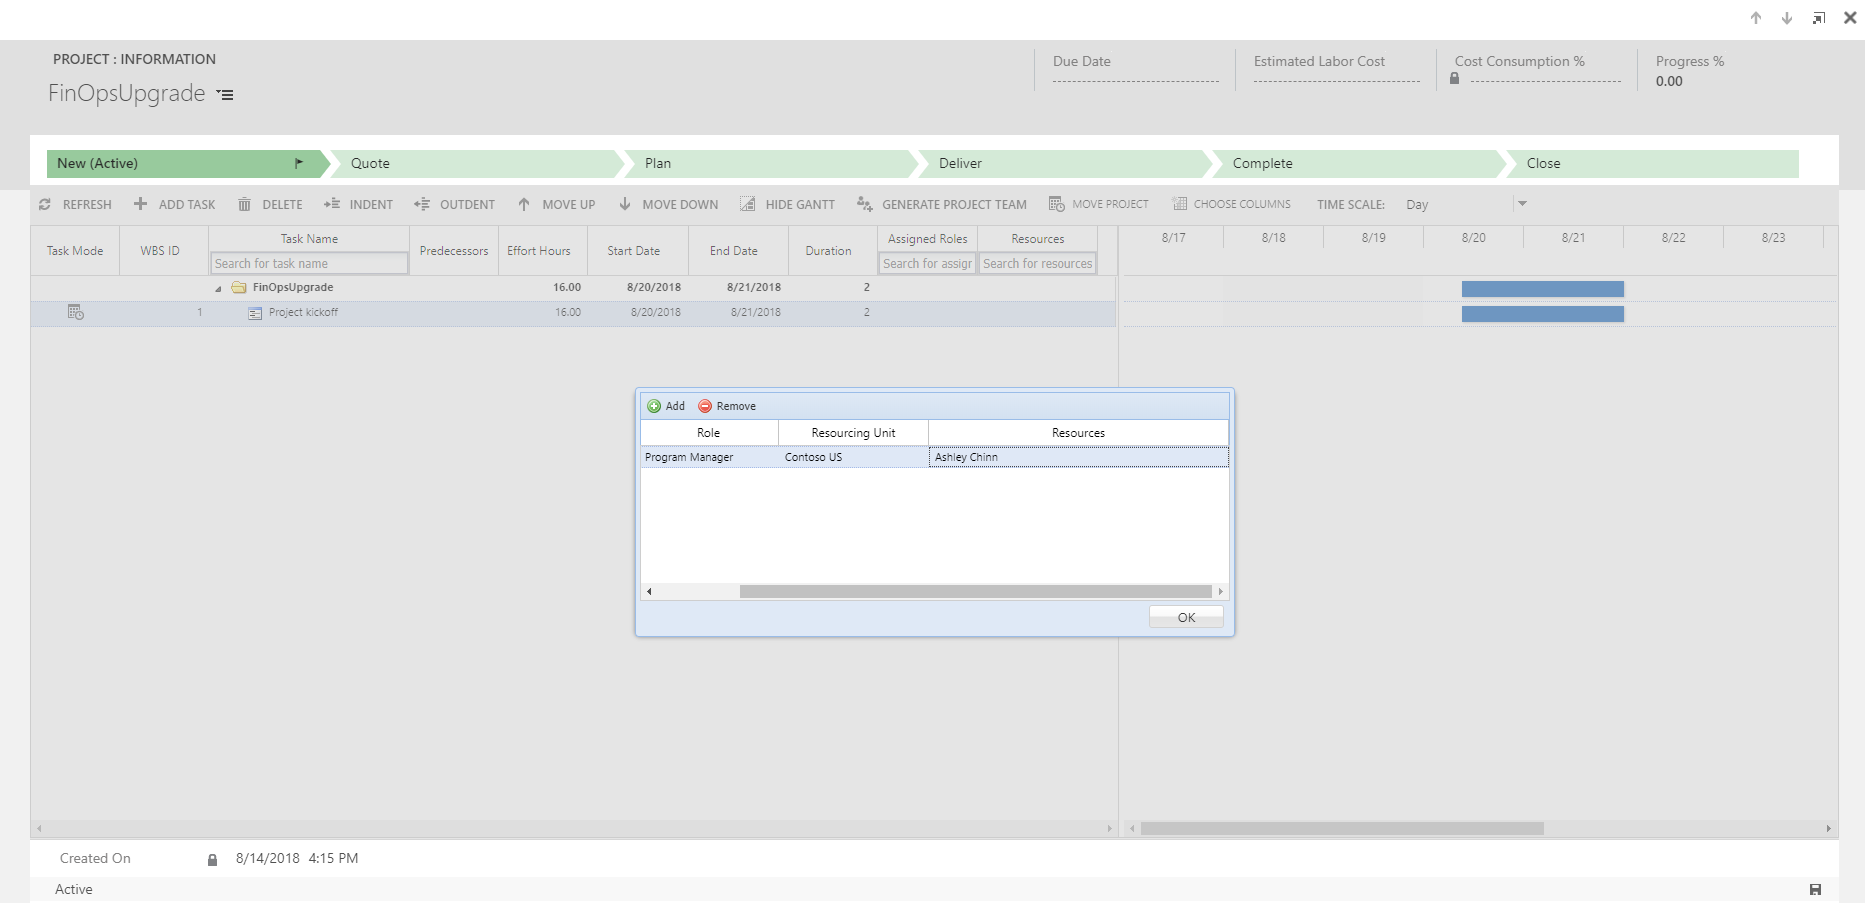 PROJECT : INFORMATION
FinOpsUpgrade
Due Date
Estimated Labor Cost
Cost Consumption %
Progress %
0.00
New (Active) Quote Plan Deliver Complete Close
REFRESH ADD TASK DELETE INDENT OUTDENT MOVE UP MOVE DOWN HIDE GANTT GENERATE PROJECT TEAM MOVE PROJECT CHOOSE COLUMNS TIME SCALE: Day
Task Mode WBS ID Task Name Predecessors Effort Hours Start Date End Date Duration Assigned Roles Resources 8/17 8/18 8/19 8/20 8/21 8/22 8/23
Search for task name Search for assigr Search for resources
FinOpsUpgrade 16.00 8/20/2018 8/21/2018 2
1 Project kickoff 16.00 8/20/2018 8/21/2018 2
Add Remove
Role Resourcing Unit Resources
Program Manager Contoso US Ashley Chinn
OK
Created On 8/14/2018 4:15 PM
Active